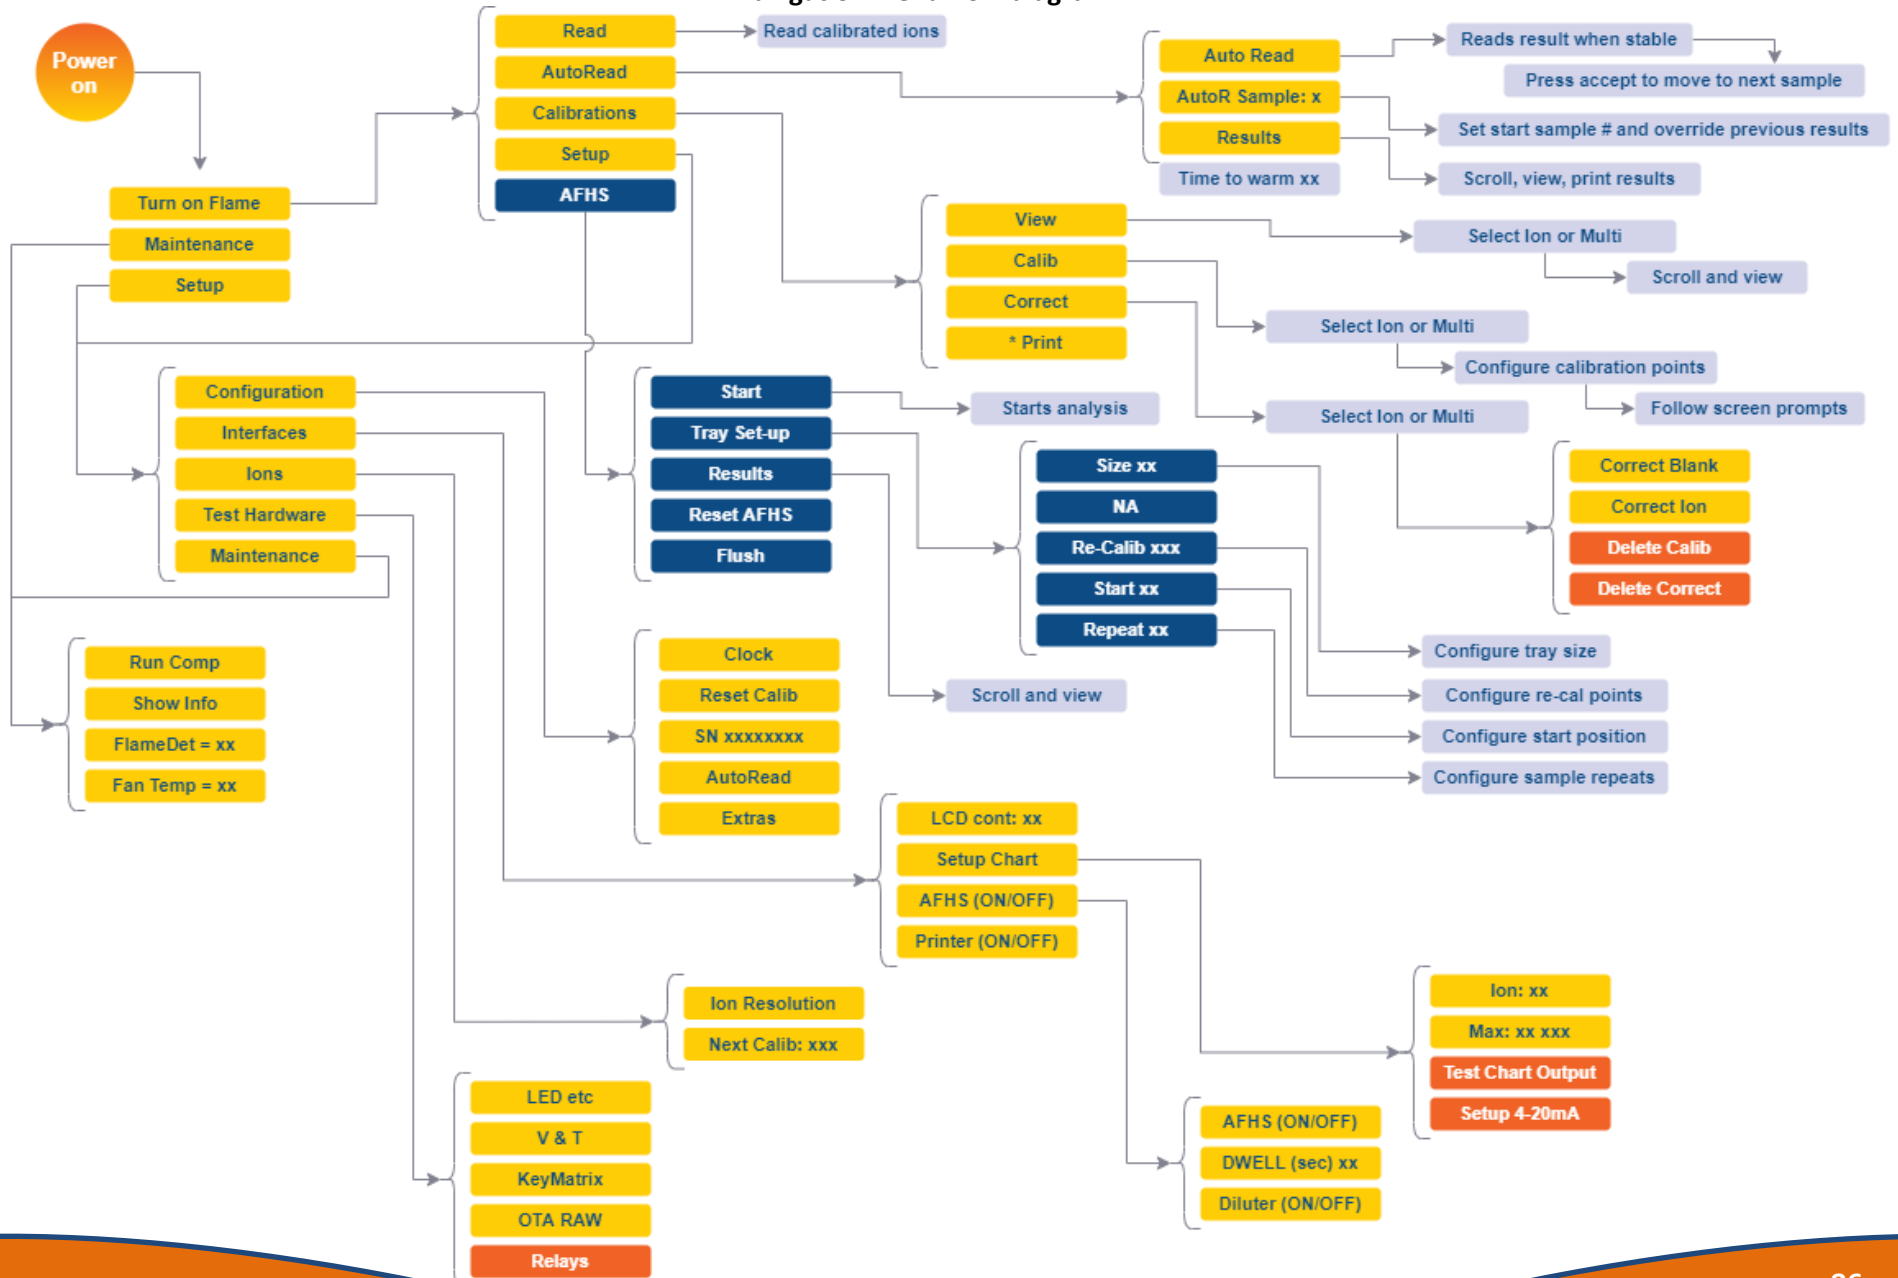 Power
on
Turn on Flame
Maintenance
Setup
Read
AutoRead
Calibrations
Setup
AFHS
Read calibrated ions
Auto Read
AutoR Sample: x
Results
Time to warm xx
Reads result when stable
Press accept to move to next sample
Set start sample # and override previous results
Scroll, view, print results
View
Calib
Correct
* Print
Select Ion or Multi
Scroll and view
Select Ion or Multi
Configure calibration points
Follow screen prompts
Select Ion or Multi
Correct Blank
Correct Ion
Delete Calib
Delete Correct
Configuration
Interfaces
Ions
Test Hardware
Maintenance
Start
Tray Set-up
Results
Reset AFHS
Flush
Starts analysis
Size xx
NA
Re-Calib xxx
Start xx
Repeat xx
Configure tray size
Configure re-cal points
Configure start position
Configure sample repeats
Scroll and view
Run Comp
Show Info
FlameDet = xx
Fan Temp = xx
Clock
Reset Calib
SN xxxxxxxx
AutoRead
Extras
LCD cont: xx
Setup Chart
AFHS (ON/OFF)
Printer (ON/OFF)
Ion Resolution
Next Calib: xxx
Ion: xx
Max: xx xxx
Test Chart Output
Setup 4-20mA
LED etc
V & T
KeyMatrix
OTA RAW
Relays
AFHS (ON/OFF)
DWELL (sec) xx
Diluter (ON/OFF)